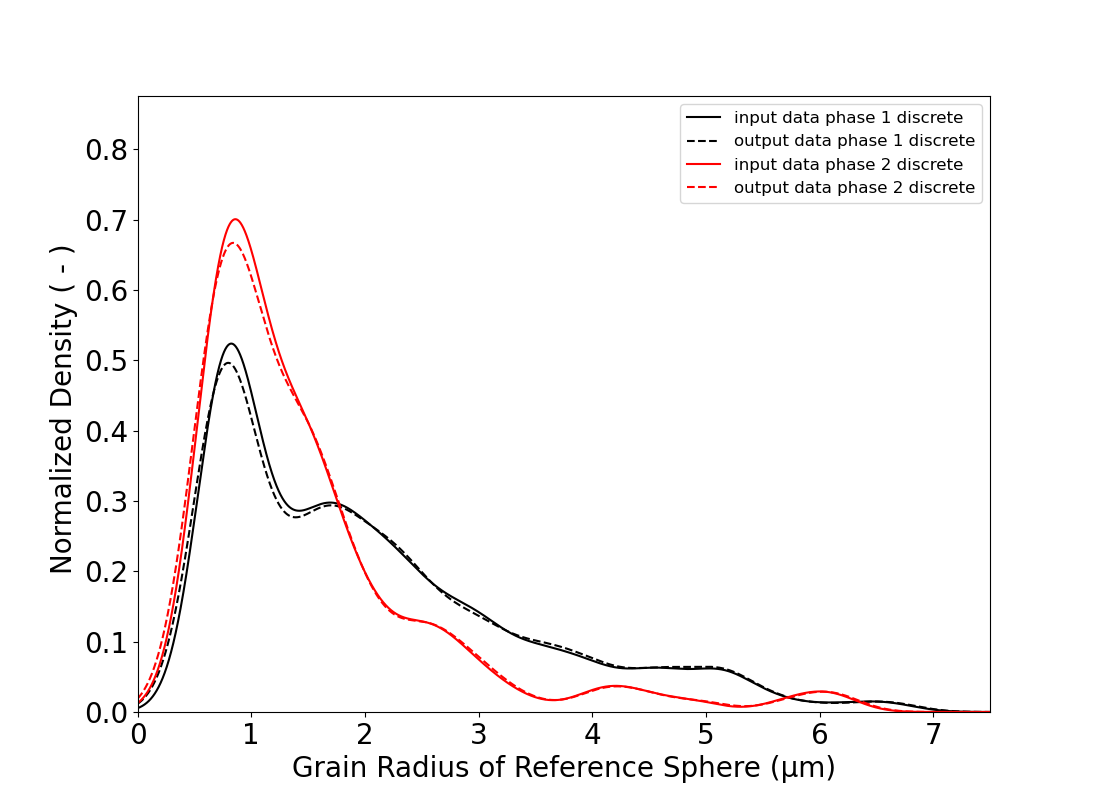 input data phase 1 discrete
output data phase 1 discrete
input data phase 2 discrete
output data phase 2 discrete
0.8
0.7
0.6
0.5
0.4
0.3
0.2
0.1
0.0
Normalized Density ( - )
0 1 2 3 4 5 6 7
Grain Radius of Reference Sphere (μm)